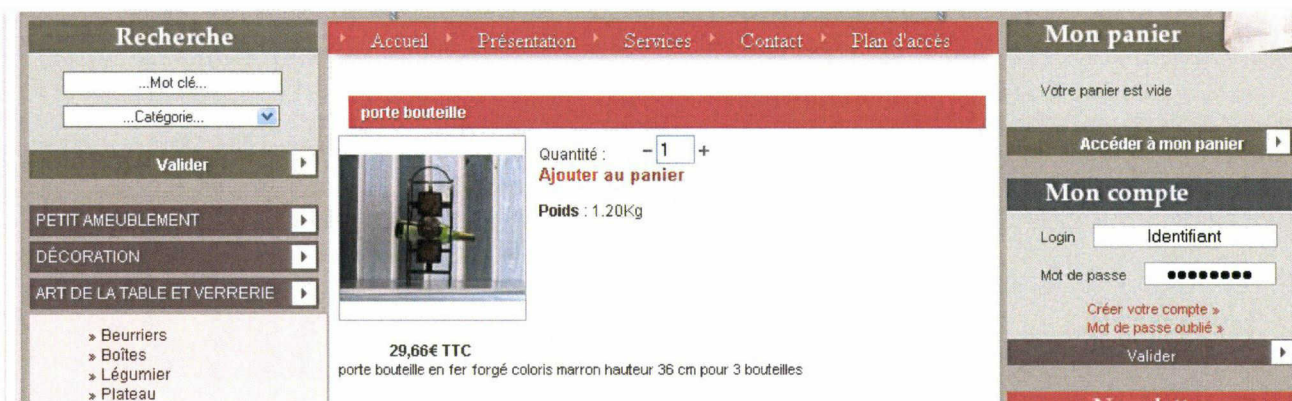 Recherche
...Mot clé...
...Catégorie...
Valider
PETIT AMEUBLEMENT
DÉCORATION
ART DE LA TABLE ET VERRERIE
» Beurriers
» Boîtes
» Légumier
» Plateau
Accueil Présentation Services Contact Plan d'accès
porte bouteille
Quantité : – 1 +
Ajouter au panier
Poids : 1.20Kg
29,66€ TTC
porte bouteille en fer forgé coloris marron hauteur 36 cm pour 3 bouteilles
Mon panier
Votre panier est vide
Accéder à mon panier
Mon compte
Login Identifiant
Mot de passe ●●●●●●●●
Créer votre compte »
Mot de passe oublié »
Valider